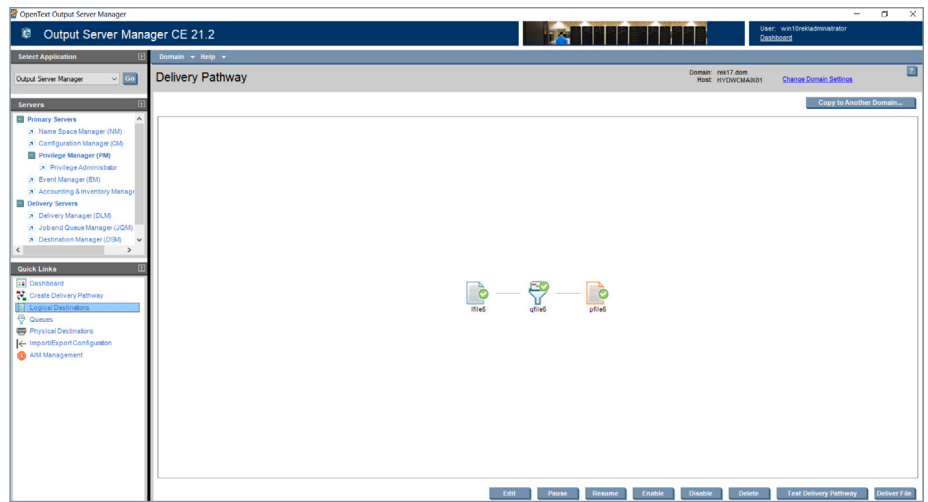 OpenText Output Server Manager
Output Server Manager CE 21.2
User: win10rek\administrator
Dashboard
Select Application
Domain Help
Output Server Manager Go
Delivery Pathway
Domain: rek17.dom
Host: HYDWCMAIK01
Change Domain Settings
?
Copy to Another Domain...
Servers
Primary Servers
Name Space Manager (NM)
Configuration Manager (CM)
Privilege Manager (PM)
Privilege Administrator
Event Manager (EM)
Accounting & Inventory Manage
Delivery Servers
Delivery Manager (DLM)
Job and Queue Manager (JQM)
Destination Manager (DSM)
Quick Links
Dashboard
Create Delivery Pathway
Logical Destinations
Queues
Physical Destinations
Import/Export Configuration
AIM Management
lfile6 qfile6 pfile6
Edit Pause Resume Enable Disable Delete Test Delivery Pathway Deliver File